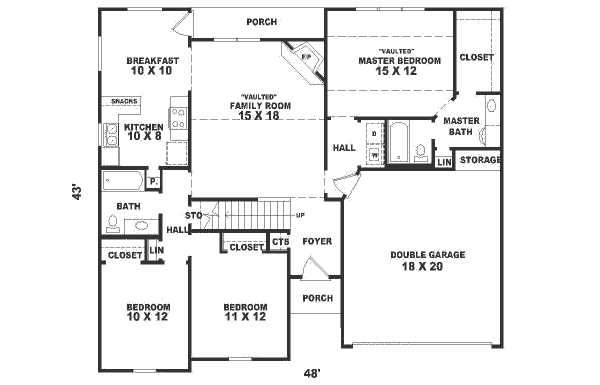 PORCH
BREAKFAST
10 X 10
F/P
"VAULTED"
MASTER BEDROOM
15 X 12
CLOSET
SNACKS
"VAULTED"
FAMILY ROOM
15 X 18
KITCHEN
10 X 8
MASTER
BATH
D
W
HALL
LIN
STORAGE
P.
43'
BATH
STO
UP
HALL
LIN
CLOSET
CLOSET
CTS
FOYER
DOUBLE GARAGE
18 X 20
PORCH
BEDROOM
10 X 12
BEDROOM
11 X 12
48'